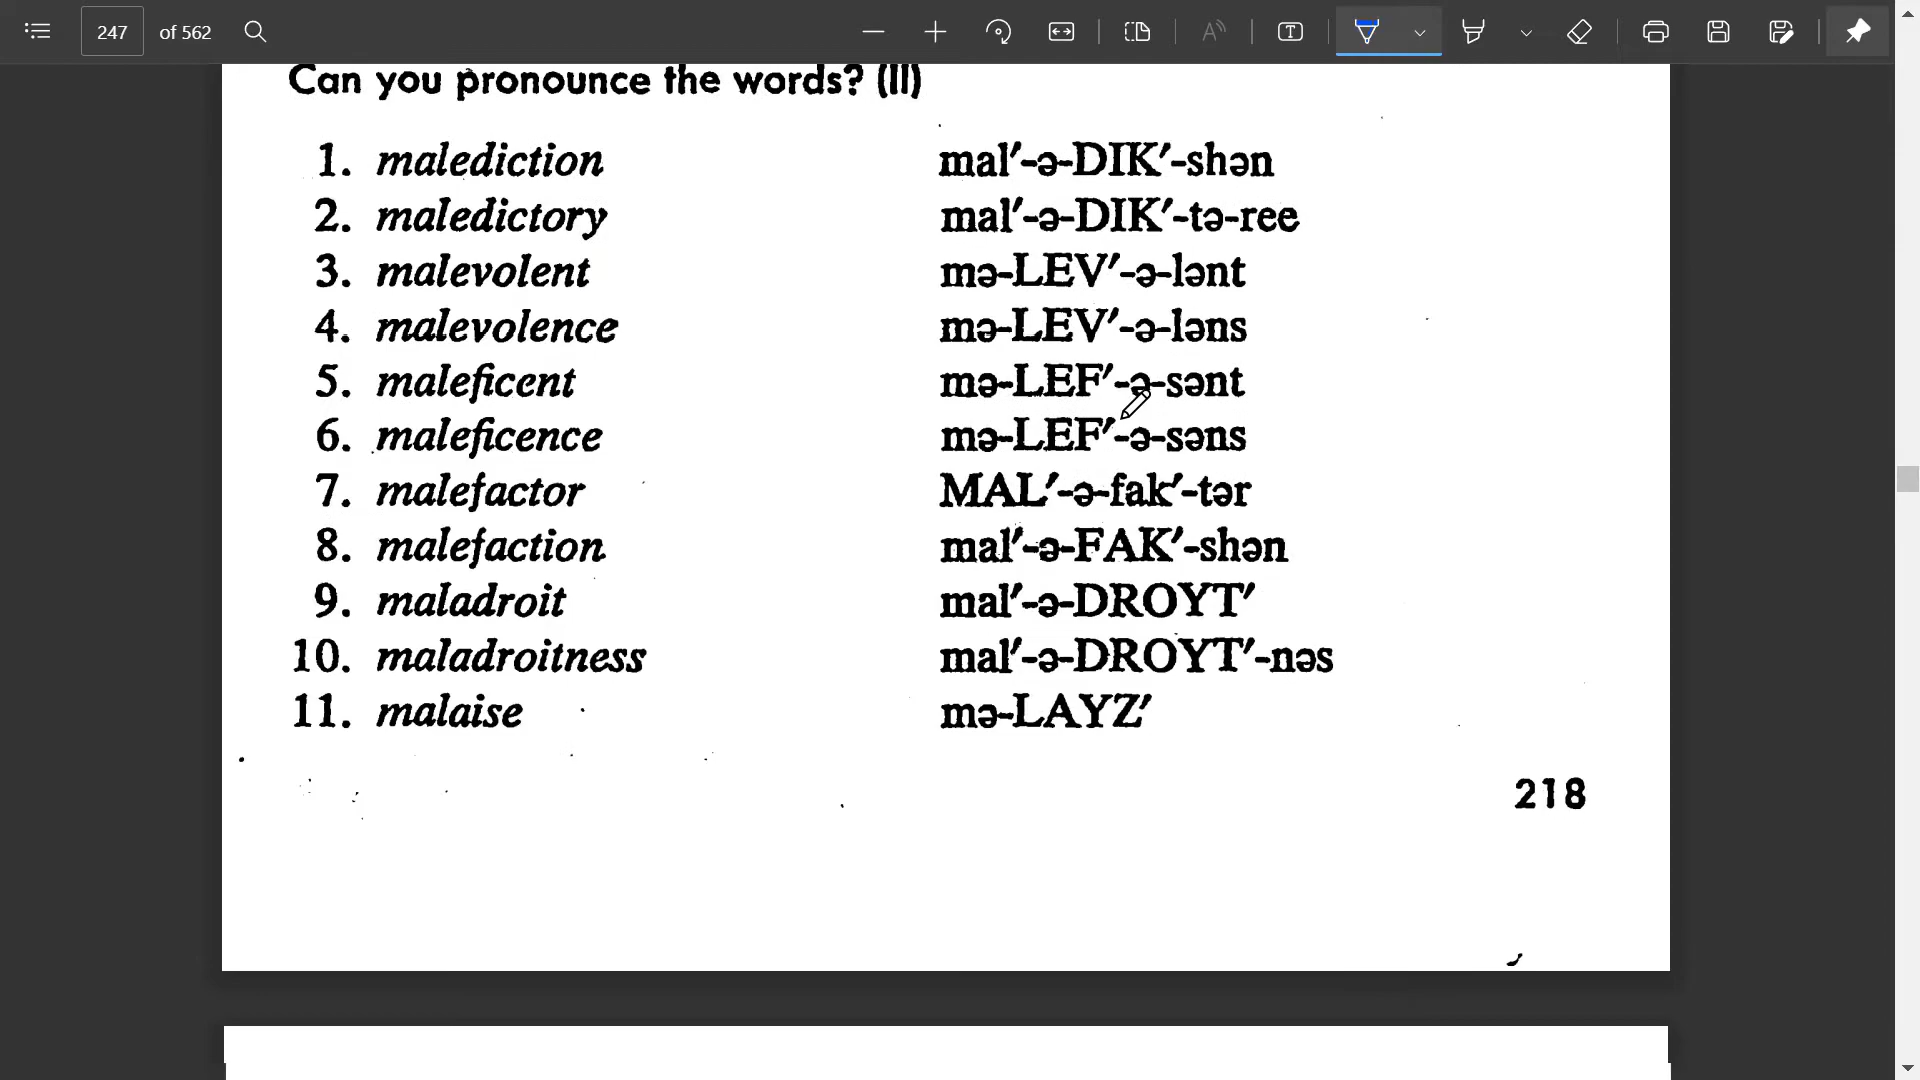 247 of 562
Can you pronounce the words? (II)
1. malediction mal′-ə-DIK′-shən
2. maledictory mal′-ə-DIK′-tə-ree
3. malevolent mə-LEV′-ə-lənt
4. malevolence mə-LEV′-ə-ləns
5. maleficent mə-LEF′-ə-sənt
6. maleficence mə-LEF′-ə-səns
7. malefactor MAL′-ə-fak′-tər
8. malefaction mal′-ə-FAK′-shən
9. maladroit mal′-ə-DROYT′
10. maladroitness mal′-ə-DROYT′-nəs
11. malaise mə-LAYZ′
218